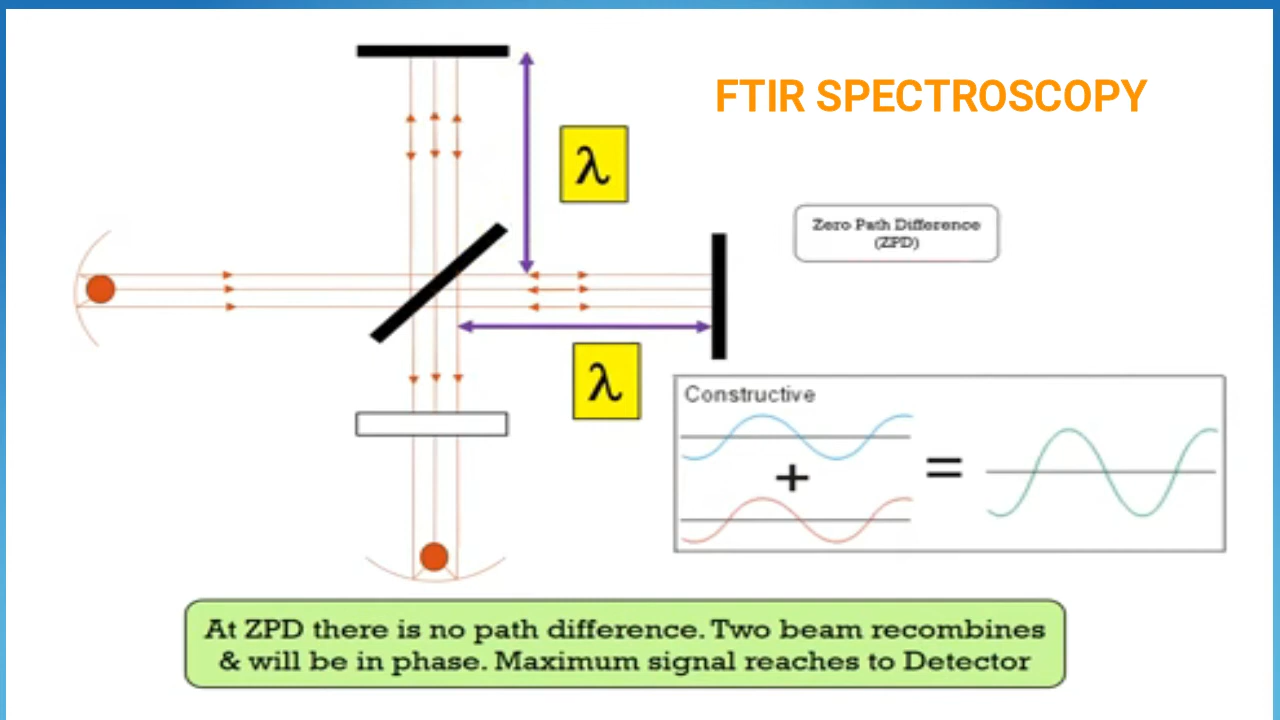 FTIR SPECTROSCOPY
λ
Zero Path Difference
(ZPD)
λ
Constructive
+
=
At ZPD there is no path difference. Two beam recombines
& will be in phase. Maximum signal reaches to Detector